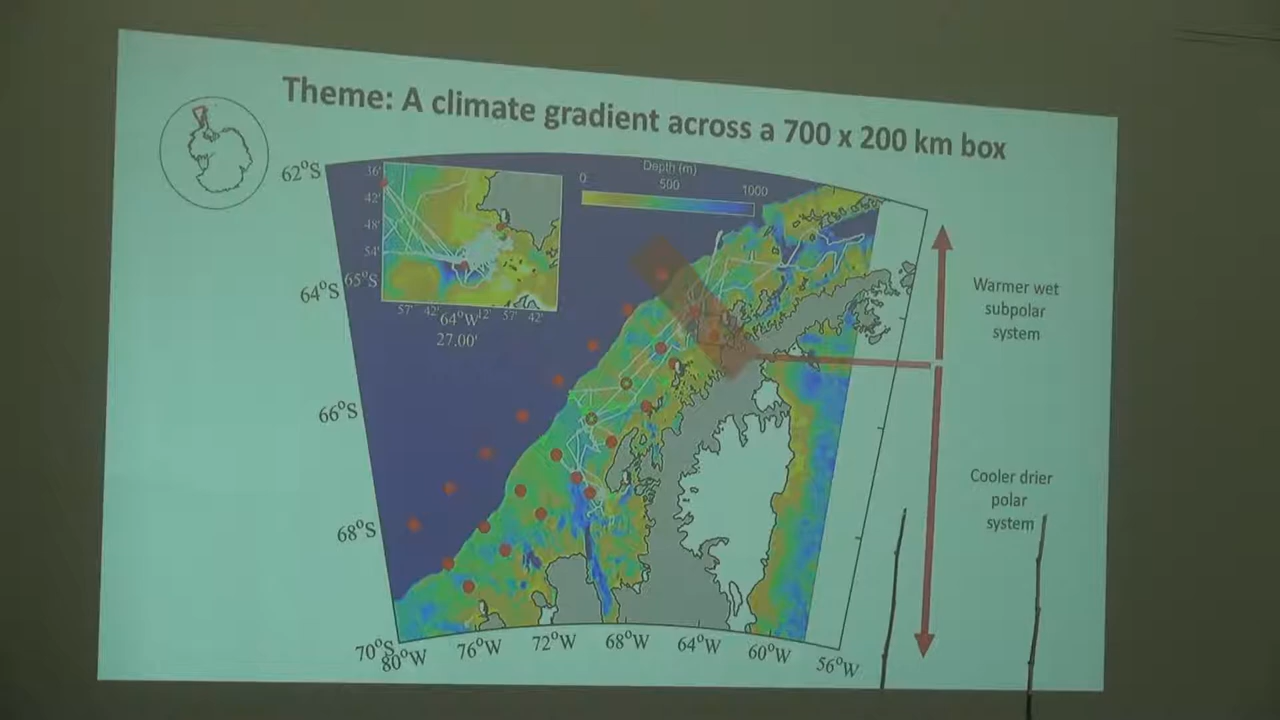 Theme: A climate gradient across a 700 x 200 km box
62°S
64°S
66°S
68°S
70°S
80°W
76°W
72°W
68°W
64°W
60°W
56°W
Depth (m)
0
500
1000
36'
42'
48'
54'
65°S
57'
42'
64°W
12'
57'
42'
27.00'
Warmer wet
subpolar
system
Cooler drier
polar
system